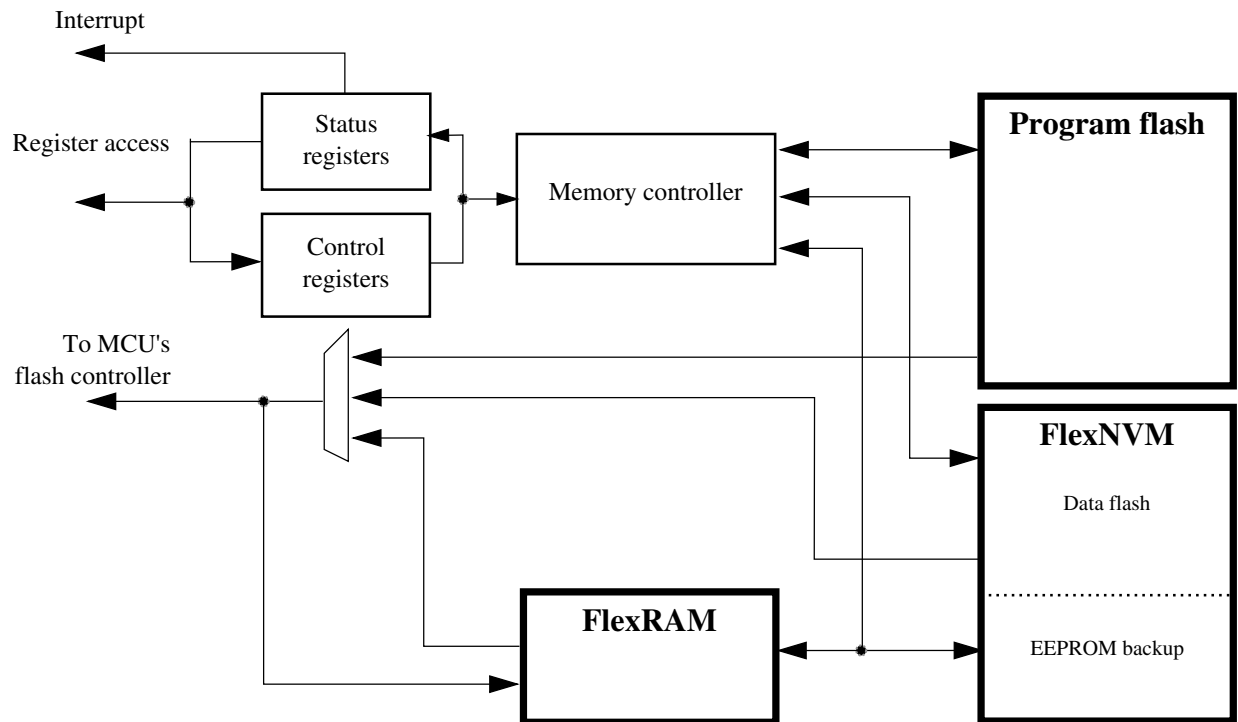 Interrupt
Register access
Status
registers
Control
registers
Memory controller
Program flash
To MCU's
flash controller
FlexNVM
Data flash
EEPROM backup
FlexRAM